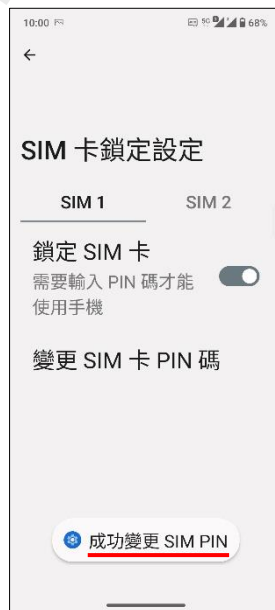 10:00 5G 68%
SIM 卡鎖定設定
SIM 1 SIM 2
鎖定 SIM 卡
需要輸入 PIN 碼才能
使用手機
變更 SIM 卡 PIN 碼
成功變更 SIM PIN